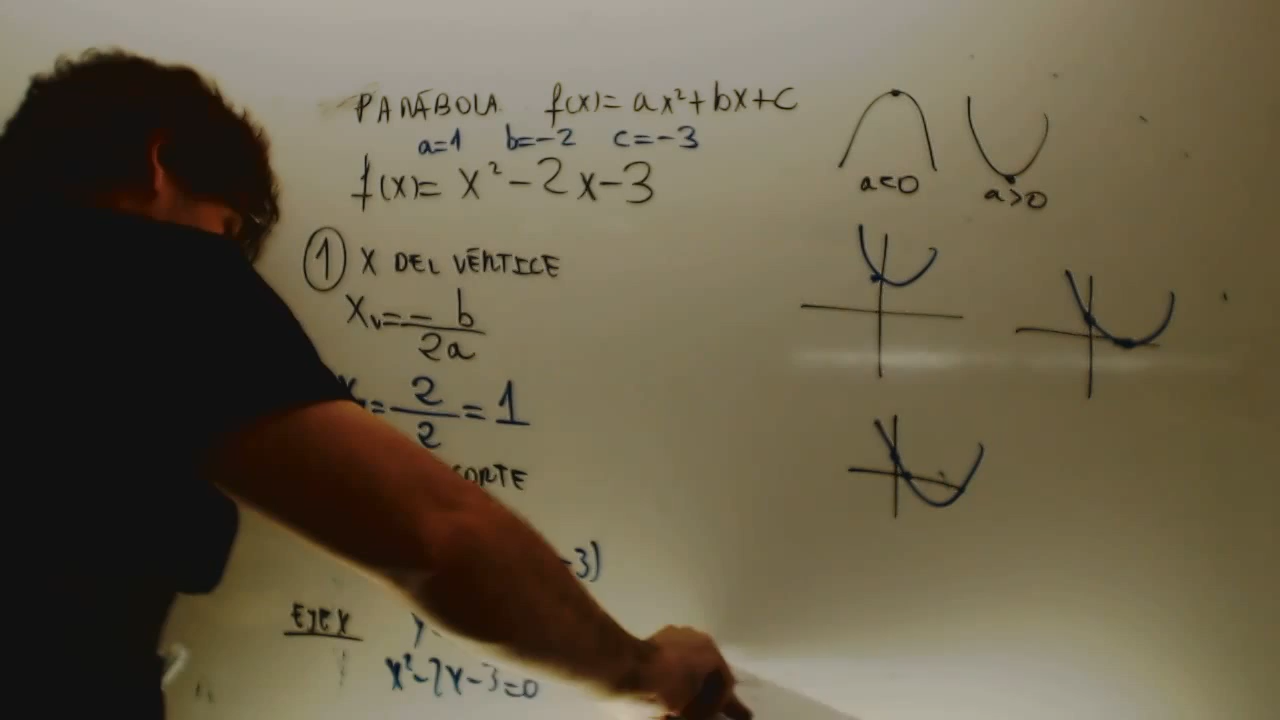 PARÁBOLA f(x)= ax²+bx+c
a=1 b=-2 c=-3
f(x)= x²-2x-3
① X DEL VÉRTICE
Xv= -b/2a
= 2/2 = 1
CORTE
-3)
EJE X
x²-2x-3=0
a<0
a>0